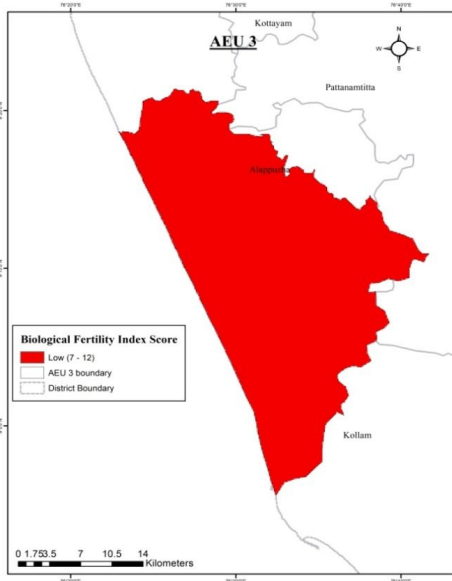 Kottayam
AEU 3
N
W E
S
Pattanamtitta
Alappuzha
Biological Fertility Index Score
Low (7 - 12)
AEU 3 boundary
District Boundary
Kollam
0 1.753.5 7 10.5 14
Kilometers